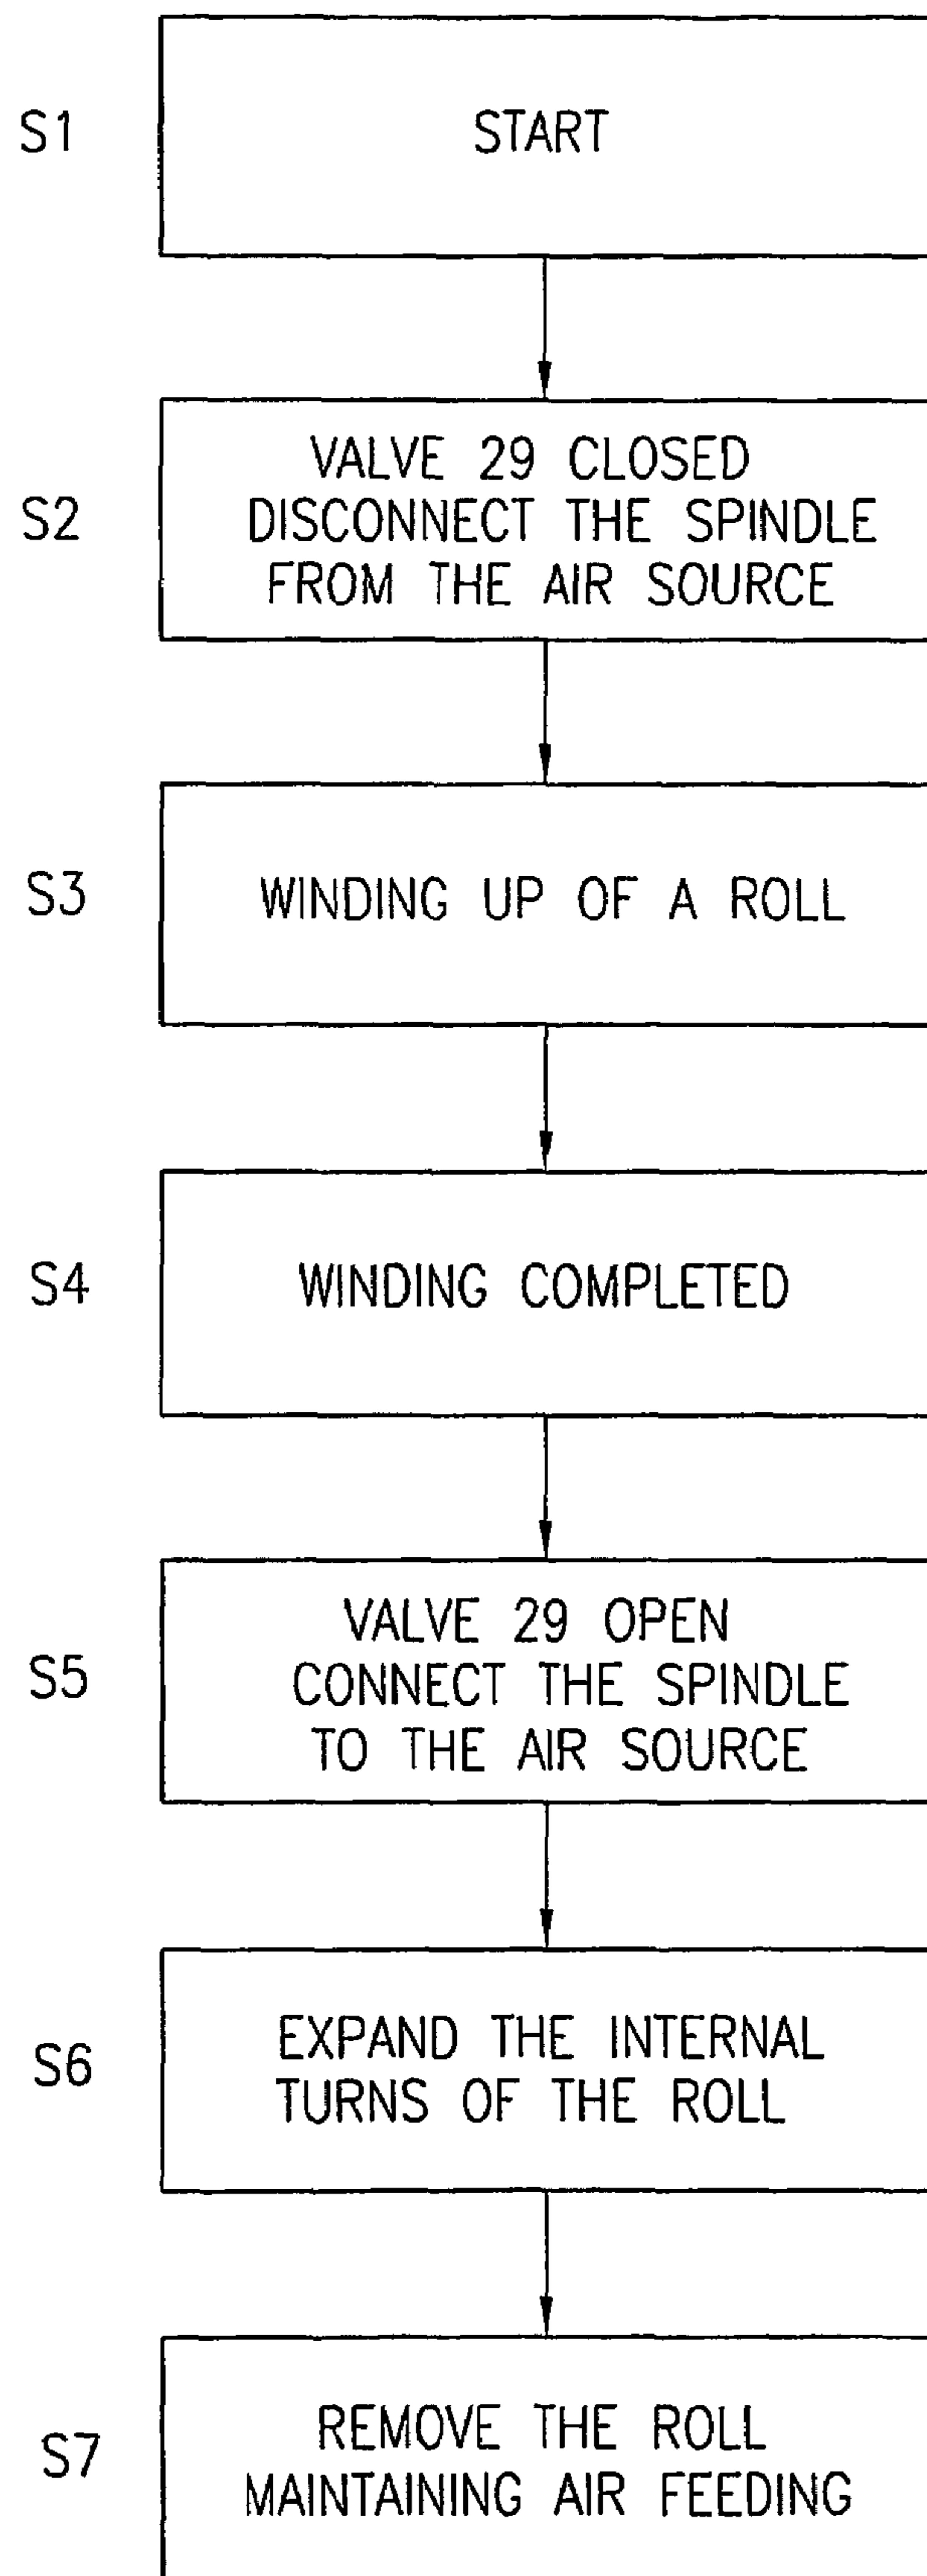 S1
START
S2
VALVE 29 CLOSED
DISCONNECT THE SPINDLE
FROM THE AIR SOURCE
S3
WINDING UP OF A ROLL
S4
WINDING COMPLETED
S5
VALVE 29 OPEN
CONNECT THE SPINDLE
TO THE AIR SOURCE
S6
EXPAND THE INTERNAL
TURNS OF THE ROLL
S7
REMOVE THE ROLL
MAINTAINING AIR FEEDING